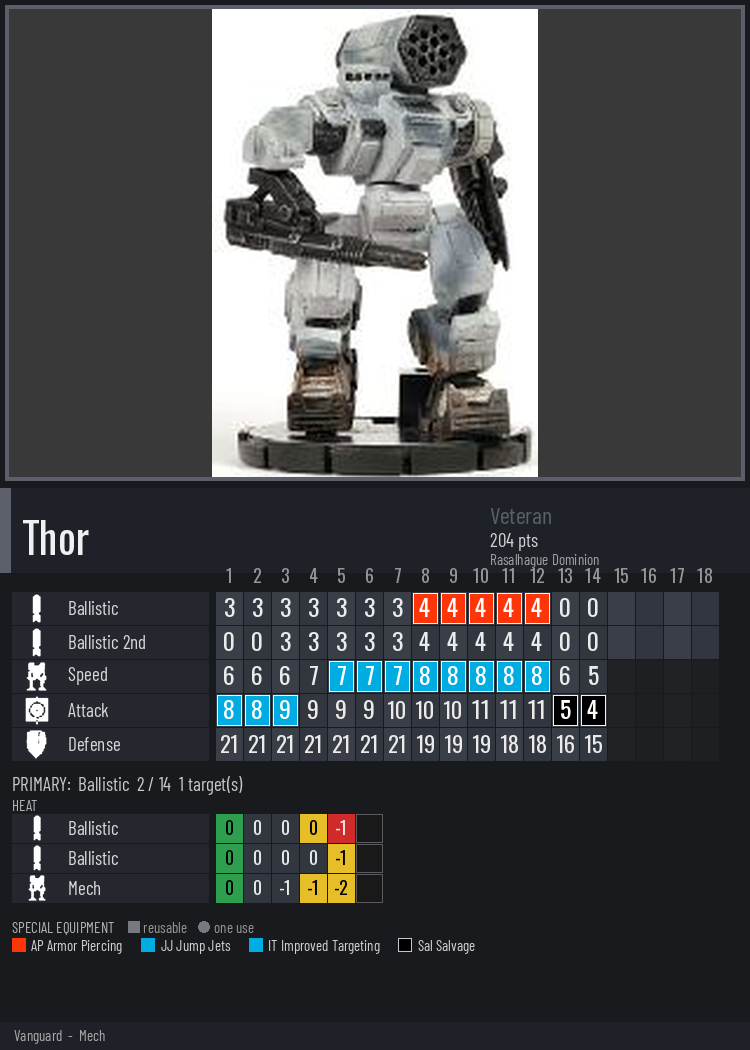 Thor
Veteran
204 pts
Rasalhague Dominion
1 2 3 4 5 6 7 8 9 10 11 12 13 14 15 16 17 18
Ballistic 3 3 3 3 3 3 3 4 4 4 4 4 0 0
Ballistic 2nd 0 0 3 3 3 3 3 4 4 4 4 4 0 0
Speed 6 6 6 7 7 7 7 8 8 8 8 8 6 5
Attack 8 8 9 9 9 9 10 10 10 11 11 11 5 4
Defense 21 21 21 21 21 21 21 19 19 19 18 18 16 15
PRIMARY: Ballistic 2 / 14 1 target(s)
HEAT
Ballistic 0 0 0 0 -1
Ballistic 0 0 0 0 -1
Mech 0 0 -1 -1 -2
SPECIAL EQUIPMENT reusable one use
AP Armor Piercing JJ Jump Jets IT Improved Targeting Sal Salvage
Vanguard - Mech